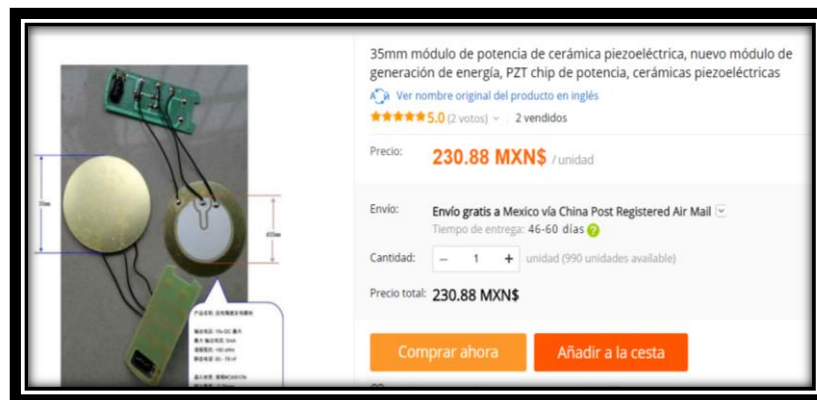 35mm módulo de potencia de cerámica piezoeléctrica, nuevo módulo de
generación de energía, PZT chip de potencia, cerámicas piezoeléctricas
Ver nombre original del producto en inglés
5.0 (2 votos) 2 vendidos
Precio: 230.88 MXN$ / unidad
Envío: Envío gratis a Mexico vía China Post Registered Air Mail
Tiempo de entrega: 46-60 días
Cantidad: – 1 + unidad (990 unidades available)
Precio total: 230.88 MXN$
Comprar ahora Añadir a la cesta